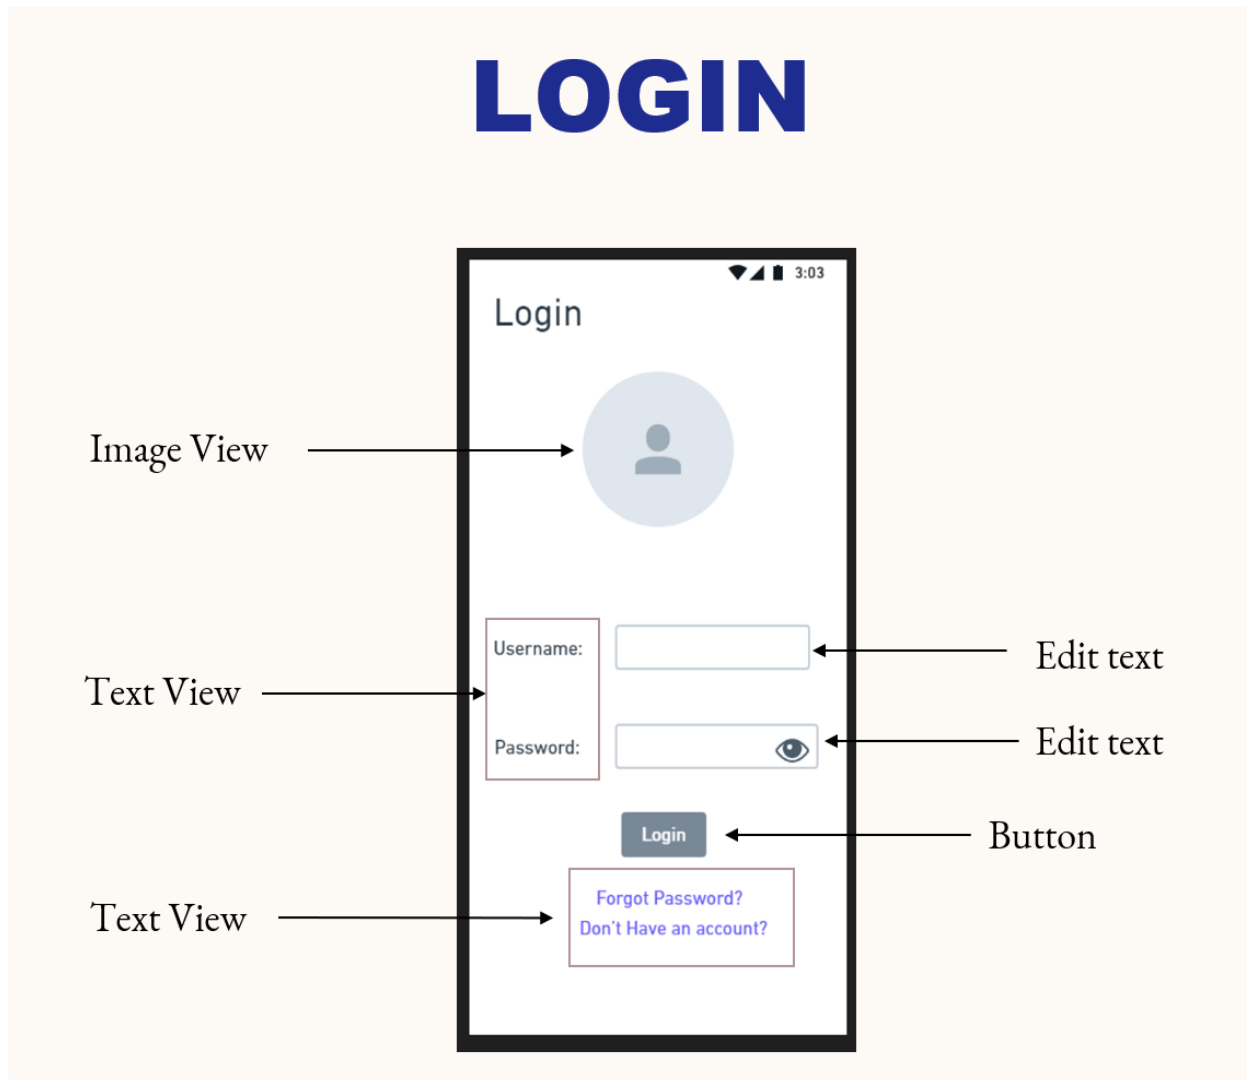 LOGIN
3:03
Login
Image View
Username:
Edit text
Text View
Password:
Edit text
Login
Button
Text View
Forgot Password?
Don't Have an account?